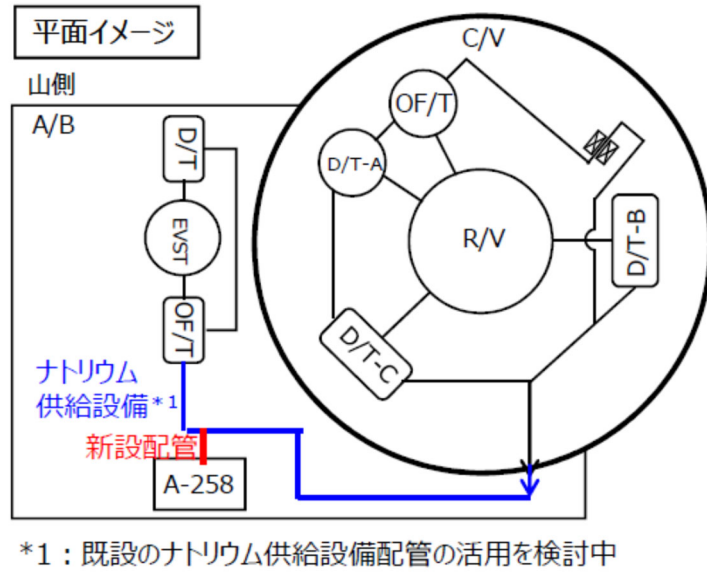 平面イメージ
山側
A/B
C/V
OF/T
D/T-A
R/V
D/T-B
D/T-C
D/T
EVST
OF/T
ナトリウム
供給設備*1
新設配管
A-258
*1：既設のナトリウム供給設備配管の活用を検討中